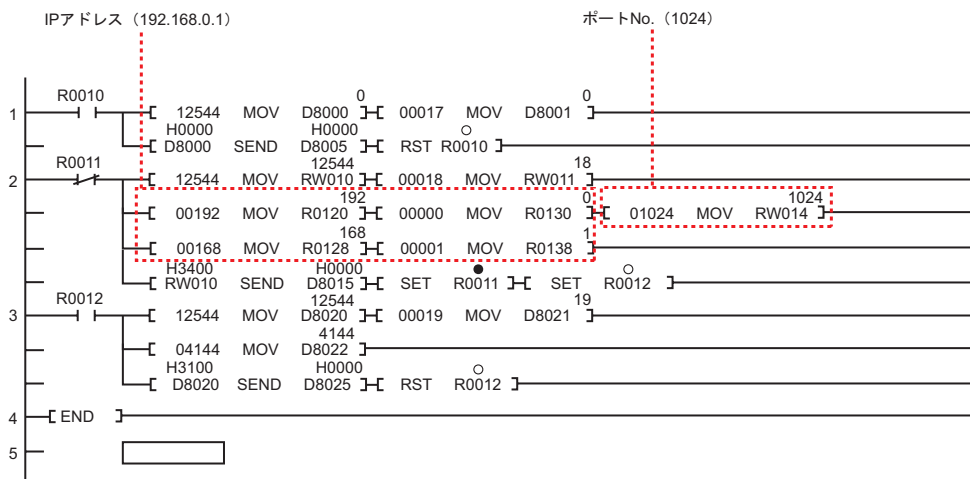 IPアドレス（192.168.0.1）
ポートNo.（1024）
R0010
0
0
1
12544 MOV D8000
00017 MOV D8001
H0000
H0000
D8000 SEND D8005
RST R0010
R0011
12544
18
2
12544 MOV RW010
00018 MOV RW011
192
0
1024
00192 MOV R0120
00000 MOV R0130
01024 MOV RW014
168
1
00168 MOV R0128
00001 MOV R0138
H3400
H0000
RW010 SEND D8015
SET R0011
SET R0012
R0012
12544
19
3
12544 MOV D8020
00019 MOV D8021
4144
04144 MOV D8022
H3100
H0000
D8020 SEND D8025
RST R0012
4
END
5